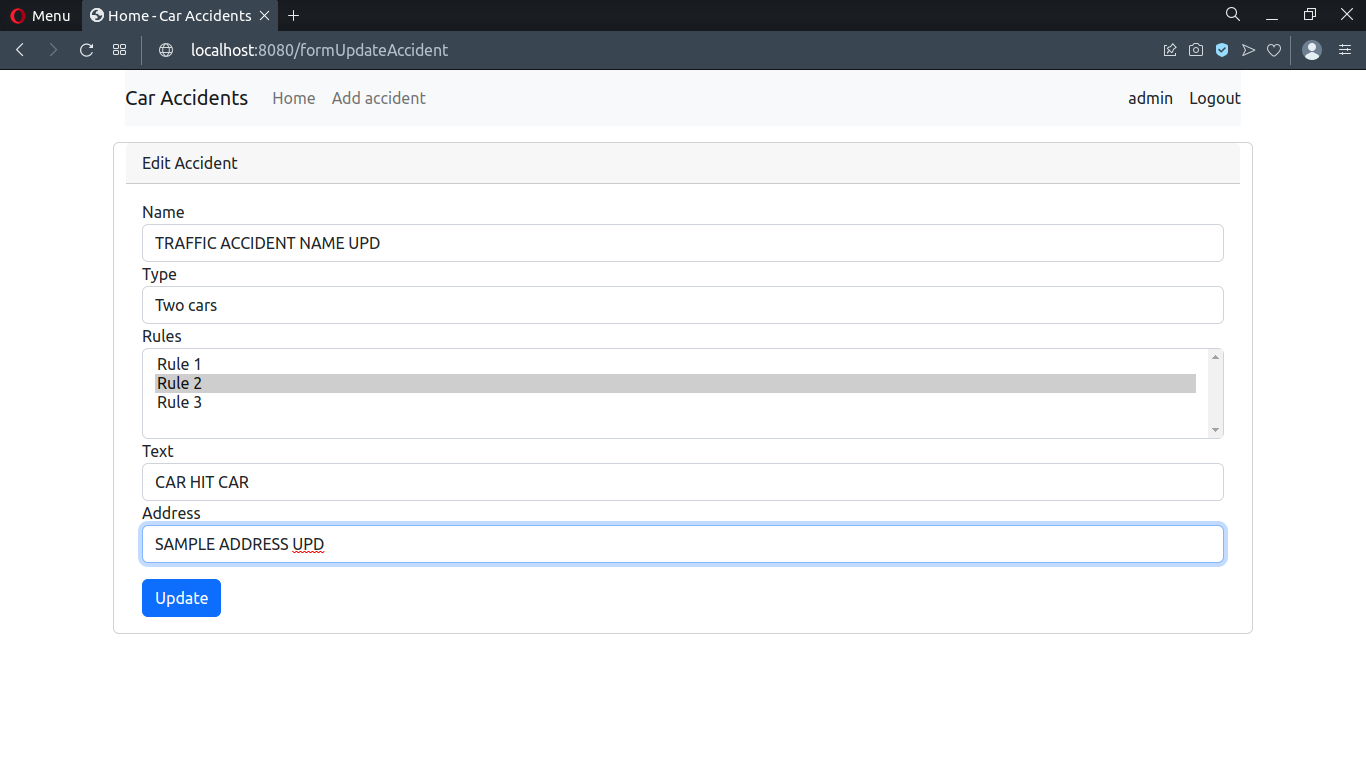 Menu Home - Car Accidents
localhost:8080/formUpdateAccident
Car Accidents Home Add accident admin Logout
Edit Accident
Name
TRAFFIC ACCIDENT NAME UPD
Type
Two cars
Rules
Rule 1
Rule 2
Rule 3
Text
CAR HIT CAR
Address
SAMPLE ADDRESS UPD
Update